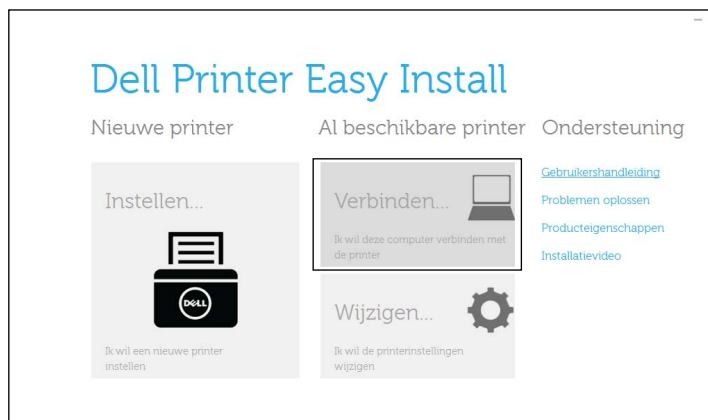 Dell Printer Easy Install
Nieuwe printer
Instellen...
DELL
Ik wil een nieuwe printer
instellen
Al beschikbare printer
Verbinden...
Ik wil deze computer verbinden met
de printer
Wijzigen...
Ik wil de printerinstellingen
wijzigen
Ondersteuning
Gebruikershandleiding
Problemen oplossen
Producteigenschappen
Installatievideo